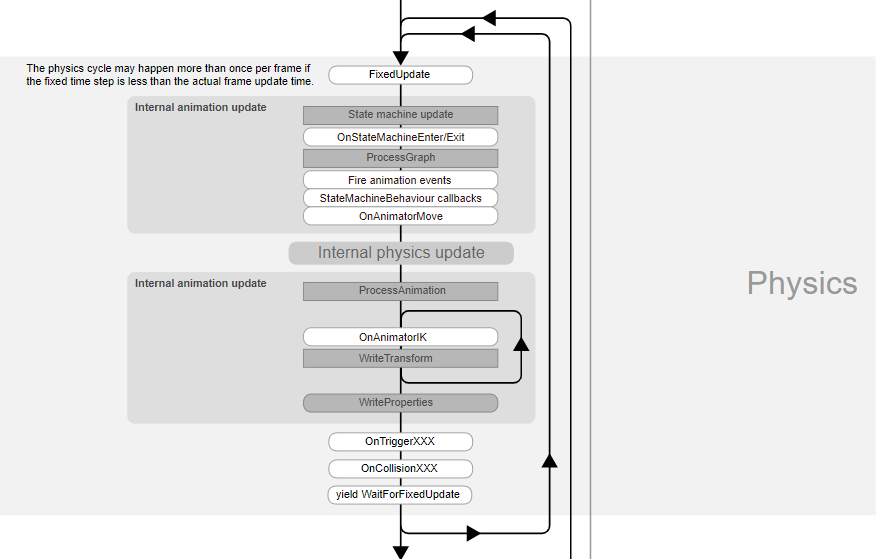 The physics cycle may happen more than once per frame if
the fixed time step is less than the actual frame update time.
FixedUpdate
Internal animation update
State machine update
OnStateMachineEnter/Exit
ProcessGraph
Fire animation events
StateMachineBehaviour callbacks
OnAnimatorMove
Internal physics update
Internal animation update
ProcessAnimation
Physics
OnAnimatorIK
WriteTransform
WriteProperties
OnTriggerXXX
OnCollisionXXX
yield WaitForFixedUpdate